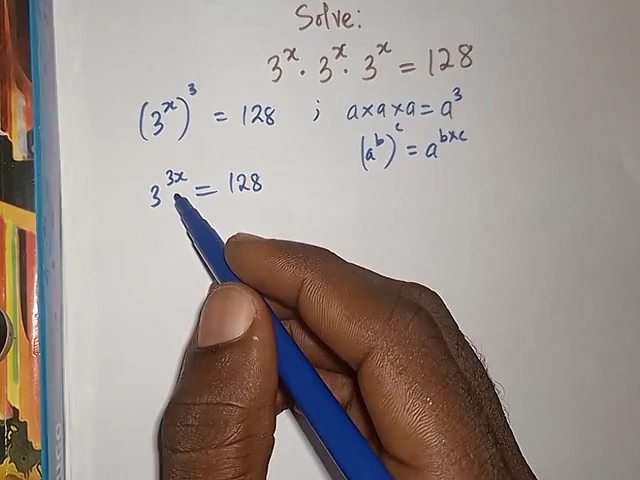 Solve:
3^x · 3^x · 3^x = 128
(3^x)^3 = 128 ; a×a×a = a^3
(a^b)^c = a^{b×c}
3^{3x} = 128